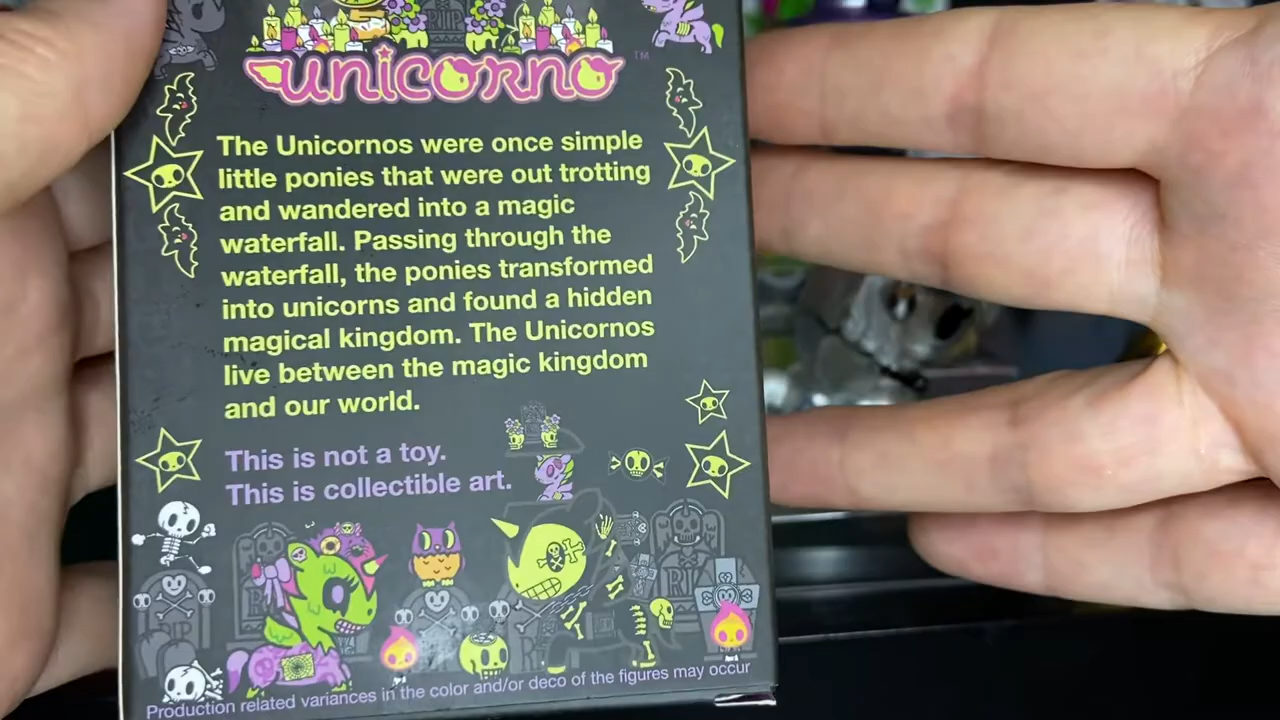 RIP
unicorno™
The Unicornos were once simple
little ponies that were out trotting
and wandered into a magic
waterfall. Passing through the
waterfall, the ponies transformed
into unicorns and found a hidden
magical kingdom. The Unicornos
live between the magic kingdom
and our world.
This is not a toy.
This is collectible art.
RIP
Production related variances in the color and/or deco of the figures may occur